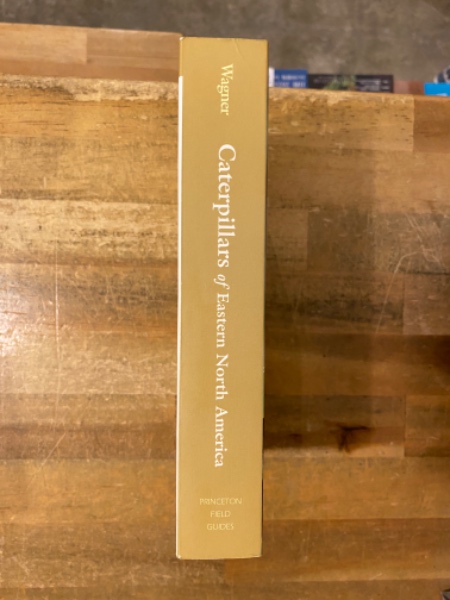 Wagner
Caterpillars of Eastern North America
PRINCETON
FIELD
GUIDES